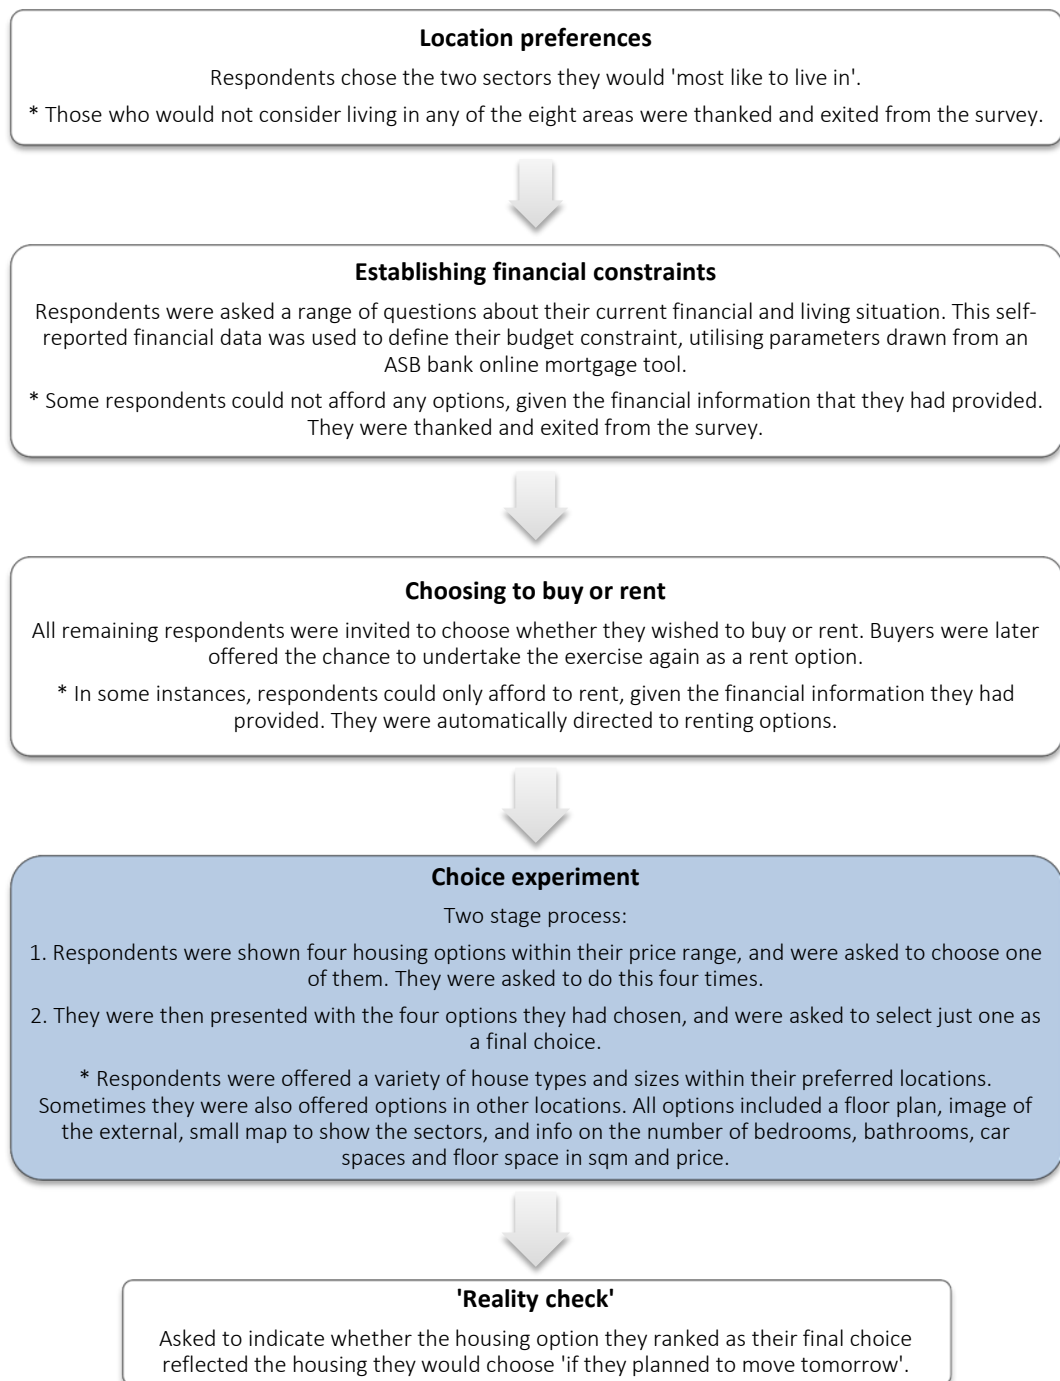 Location preferences
Respondents chose the two sectors they would 'most like to live in'.
* Those who would not consider living in any of the eight areas were thanked and exited from the survey.
Establishing financial constraints
Respondents were asked a range of questions about their current financial and living situation. This self-
reported financial data was used to define their budget constraint, utilising parameters drawn from an
ASB bank online mortgage tool.
* Some respondents could not afford any options, given the financial information that they had provided.
They were thanked and exited from the survey.
Choosing to buy or rent
All remaining respondents were invited to choose whether they wished to buy or rent. Buyers were later
offered the chance to undertake the exercise again as a rent option.
* In some instances, respondents could only afford to rent, given the financial information they had
provided. They were automatically directed to renting options.
Choice experiment
Two stage process:
1. Respondents were shown four housing options within their price range, and were asked to choose one
of them. They were asked to do this four times.
2. They were then presented with the four options they had chosen, and were asked to select just one as
a final choice.
* Respondents were offered a variety of house types and sizes within their preferred locations.
Sometimes they were also offered options in other locations. All options included a floor plan, image of
the external, small map to show the sectors, and info on the number of bedrooms, bathrooms, car
spaces and floor space in sqm and price.
'Reality check'
Asked to indicate whether the housing option they ranked as their final choice
reflected the housing they would choose 'if they planned to move tomorrow'.